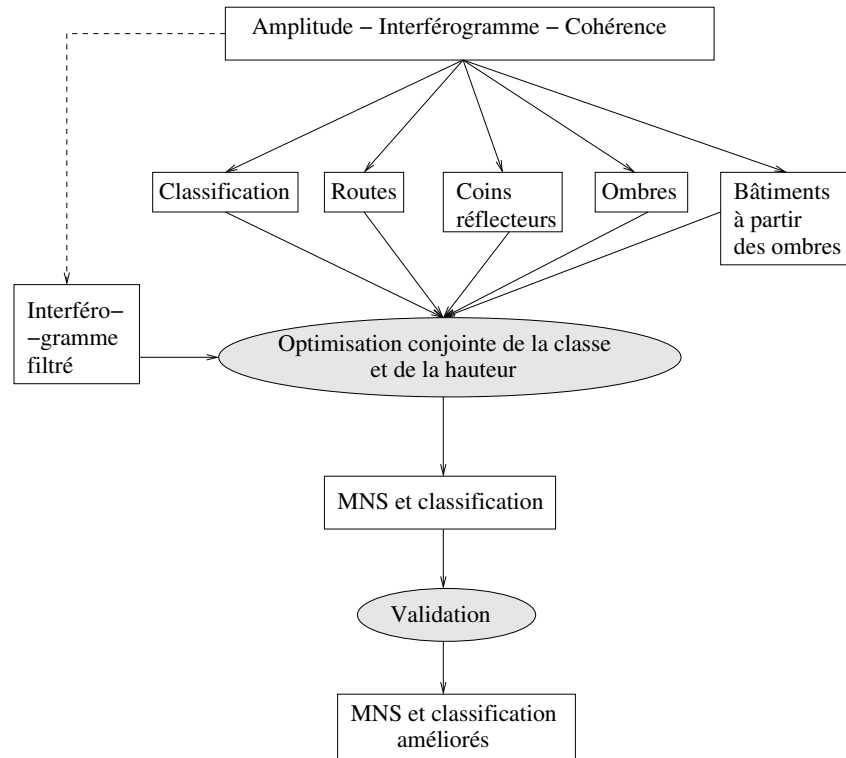 Amplitude − Interférogramme − Cohérence
Classification
Routes
Coins
réflecteurs
Ombres
Bâtiments
à partir
des ombres
Interféro−
−gramme
filtré
Optimisation conjointe de la classe
et de la hauteur
MNS et classification
Validation
MNS et classification
améliorés